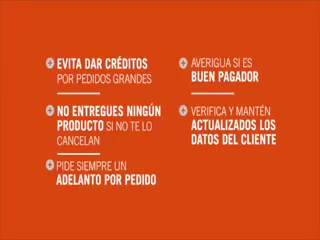 EVITA DAR CRÉDITOS
POR PEDIDOS GRANDES
NO ENTREGUES NINGÚN
PRODUCTO SI NO TE LO
CANCELAN
PIDE SIEMPRE UN
ADELANTO POR PEDIDO
AVERIGUA SI ES
BUEN PAGADOR
VERIFICA Y MANTÉN
ACTUALIZADOS LOS
DATOS DEL CLIENTE